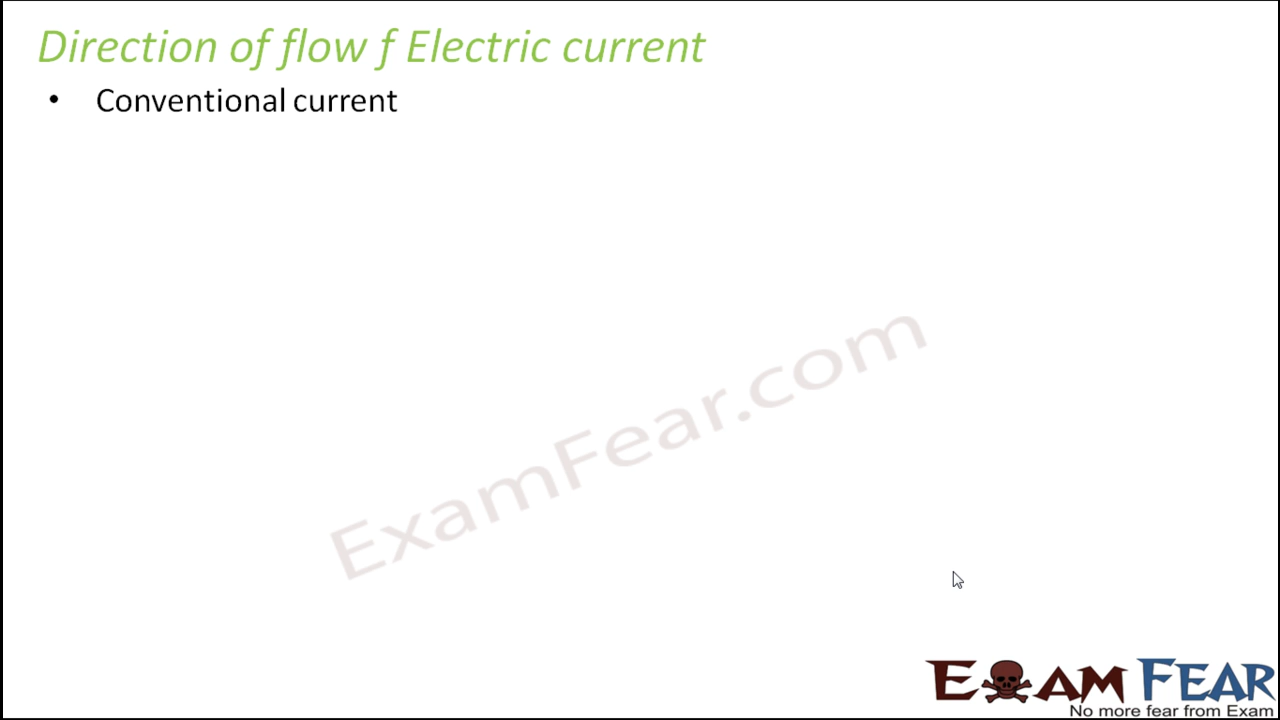 Direction of flow f Electric current
• Conventional current
ExamFear.com
EXAM FEAR
No more fear from Exam